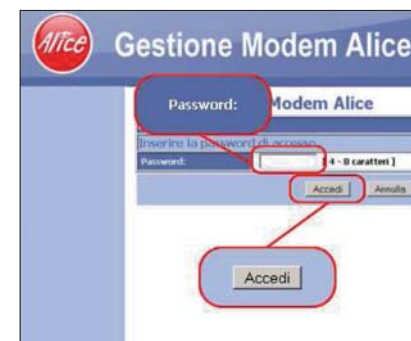 Alice
Gestione Modem Alice
Password:
Modem Alice
Inserire la password di accesso
Password:
[ 4 - 8 caratteri ]
Accedi
Annulla
Accedi